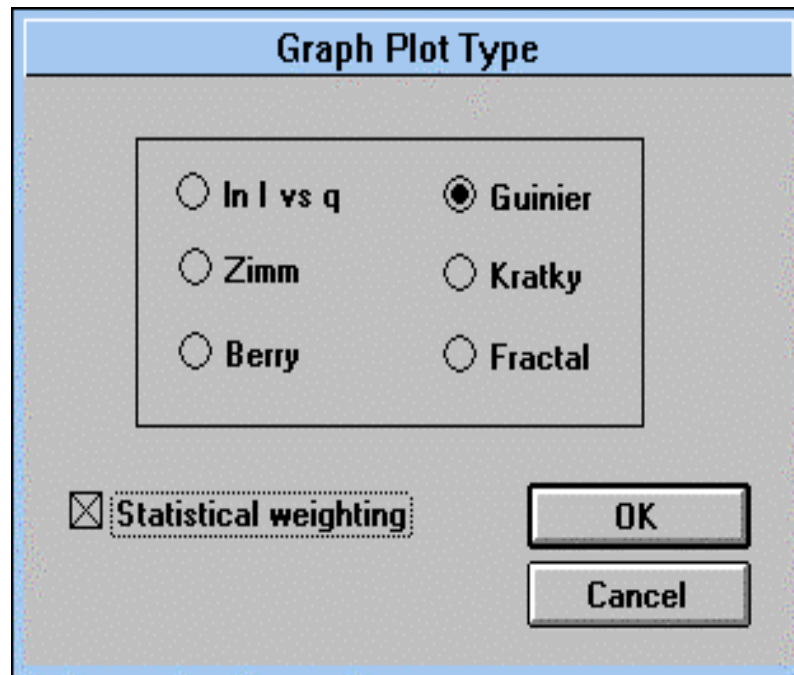 Graph Plot Type
ln I vs q
Guinier
Zimm
Kratky
Berry
Fractal
Statistical weighting
OK
Cancel